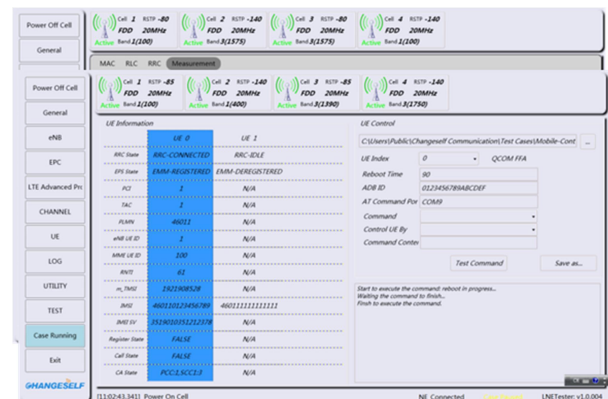 Power Off Cell
General
Cell 1 RSTP -80
FDD 20MHz
Active Band 1(100)
Cell 2 RSTP -140
FDD 20MHz
Active Band 3(1575)
Cell 3 RSTP -80
FDD 20MHz
Active Band 3(1575)
Cell 4 RSTP -140
FDD 20MHz
Active Band 1(100)
MAC RLC RRC Measurement
Power Off Cell
General
eNB
EPC
LTE Advanced Pro
CHANNEL
UE
LOG
UTILITY
TEST
Case Running
Exit
CHANGESELF
Cell 1 RSTP -85
FDD 20MHz
Active Band 1(100)
Cell 2 RSTP -140
FDD 20MHz
Active Band 1(400)
Cell 3 RSTP -85
FDD 20MHz
Active Band 3(1390)
Cell 4 RSTP -140
FDD 20MHz
Active Band 3(1750)
UE Information
UE 0 UE 1
RRC State RRC-CONNECTED RRC-IDLE
EPS State EMM-REGISTERED EMM-DEREGISTERED
PCI 1 N/A
TAC 1 N/A
PLMN 46011 N/A
eNB UE ID 1 N/A
MME UE ID 100 N/A
RNTI 61 N/A
m_TMSI 1921908528 N/A
IMSI 460110123456789 460111111111111
IMEI SV 3519010351212378 N/A
Register State FALSE N/A
Call State FALSE N/A
CA State PCC:1,SCC1:3 N/A
UE Control
C:\Users\Public\Changeself Communication\Test Cases\Mobile-Cont ...
UE Index 0 QCOM FFA
Reboot Time 90
ADB ID 0123456789ABCDEF
AT Command Por COM9
Command
Control UE By
Command Conter
Test Command Save as...
Start to execute the command: reboot in progress...
Waiting the command to finish...
Finsh to execute the command.
[11:02:43.341] Power On Cell
NE Connected
LNETester: v1.0.004